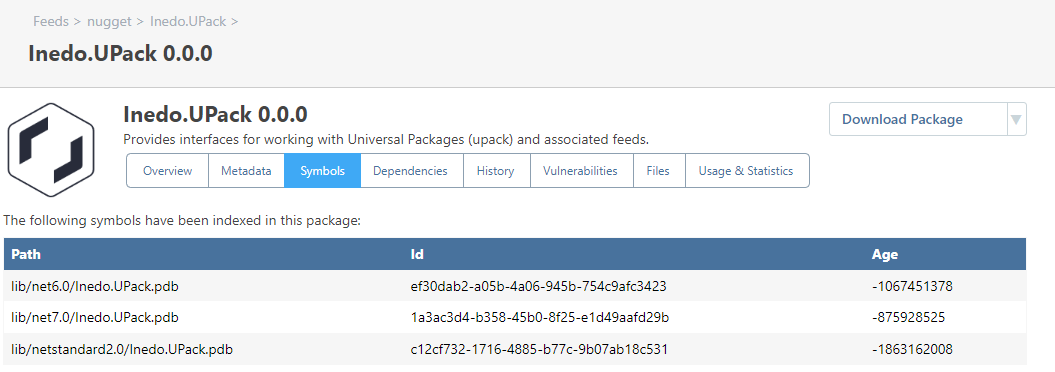 Feeds > nugget > Inedo.UPack >
Inedo.UPack 0.0.0
Inedo.UPack 0.0.0
Download Package
Provides interfaces for working with Universal Packages (upack) and associated feeds.
Overview Metadata Symbols Dependencies History Vulnerabilities Files Usage & Statistics
The following symbols have been indexed in this package:
Path Id Age
lib/net6.0/Inedo.UPack.pdb ef30dab2-a05b-4a06-945b-754c9afc3423 -1067451378
lib/net7.0/Inedo.UPack.pdb 1a3ac3d4-b358-45b0-8f25-e1d49aafd29b -875928525
lib/netstandard2.0/Inedo.UPack.pdb c12cf732-1716-4885-b77c-9b07ab18c531 -1863162008